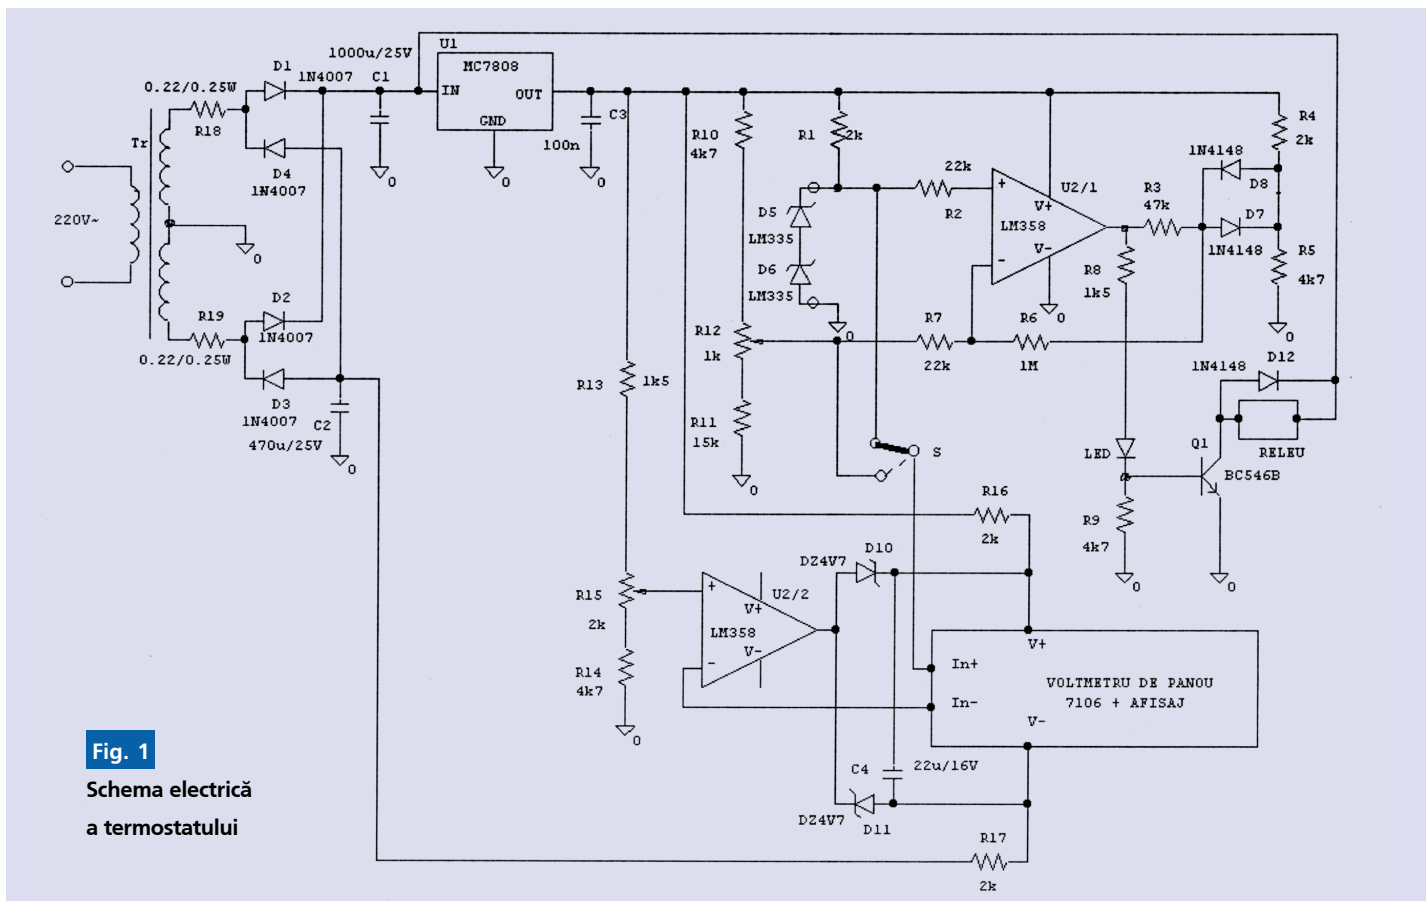 1000u/25V
U1
D1
1N4007
C1
MC7808
IN
OUT
GND
0.22/0.25W
R18
Tr
D4
1N4007
0
0
C3
100n
0
220V~
0
R10
4k7
R1
2k
D5
LM335
D6
LM335
0
22k
R2
U2/1
V+
LM358
V-
+
-
0
R3
47k
1N4148
D8
D7
1N4148
R4
2k
R5
4k7
0
R8
1k5
R19
0.22/0.25W
D2
1N4007
D3
1N4007
C2
470u/25V
0
R12
1k
R7
22k
R6
1M
R13
1k5
R11
15k
0
S
1N4148
D12
RELEU
Q1
BC546B
0
LED
R9
4k7
0
R16
2k
DZ4V7
D10
R15
2k
+
U2/2
V+
LM358
V-
-
R14
4k7
0
V+
In+
In-
V-
VOLTMETRU DE PANOU
7106 + AFISAJ
C4
22u/16V
DZ4V7
D11
R17
2k
Fig. 1
Schema electrică
a termostatului